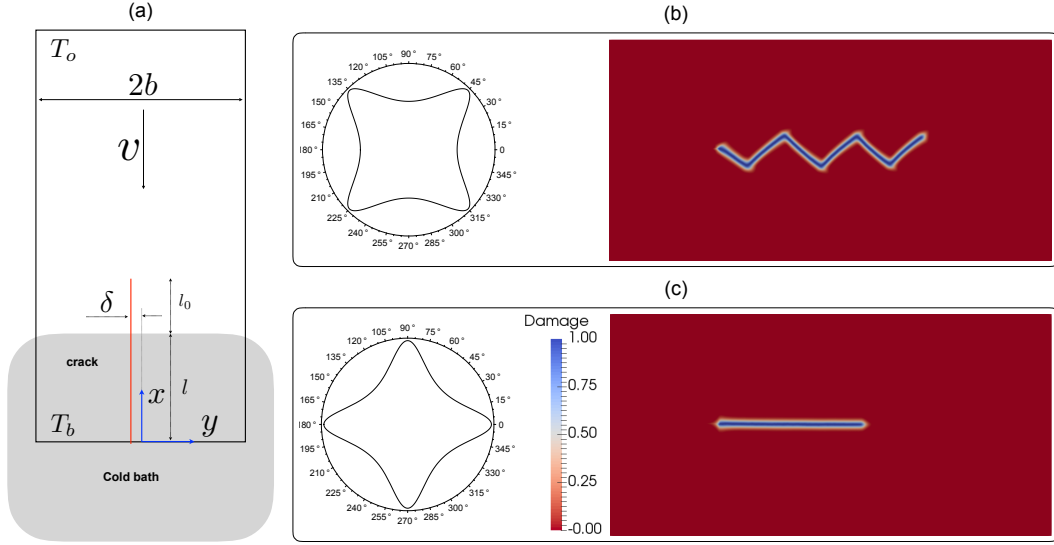 (a)
T_o
2b
v
δ
l_0
crack
x
l
T_b
y
Cold bath
(b)
90°
105° 75°
120° 60°
135° 45°
150° 30°
165° 15°
180° 0
195° 345°
210° 330°
225° 315°
240° 300°
255° 285°
270°
(c)
Damage
90°
105° 75°
120° 60°
135° 45°
150° 30°
165° 15°
180° 0
195° 345°
210° 330°
225° 315°
240° 300°
255° 285°
270°
1.00
0.75
0.50
0.25
-0.00